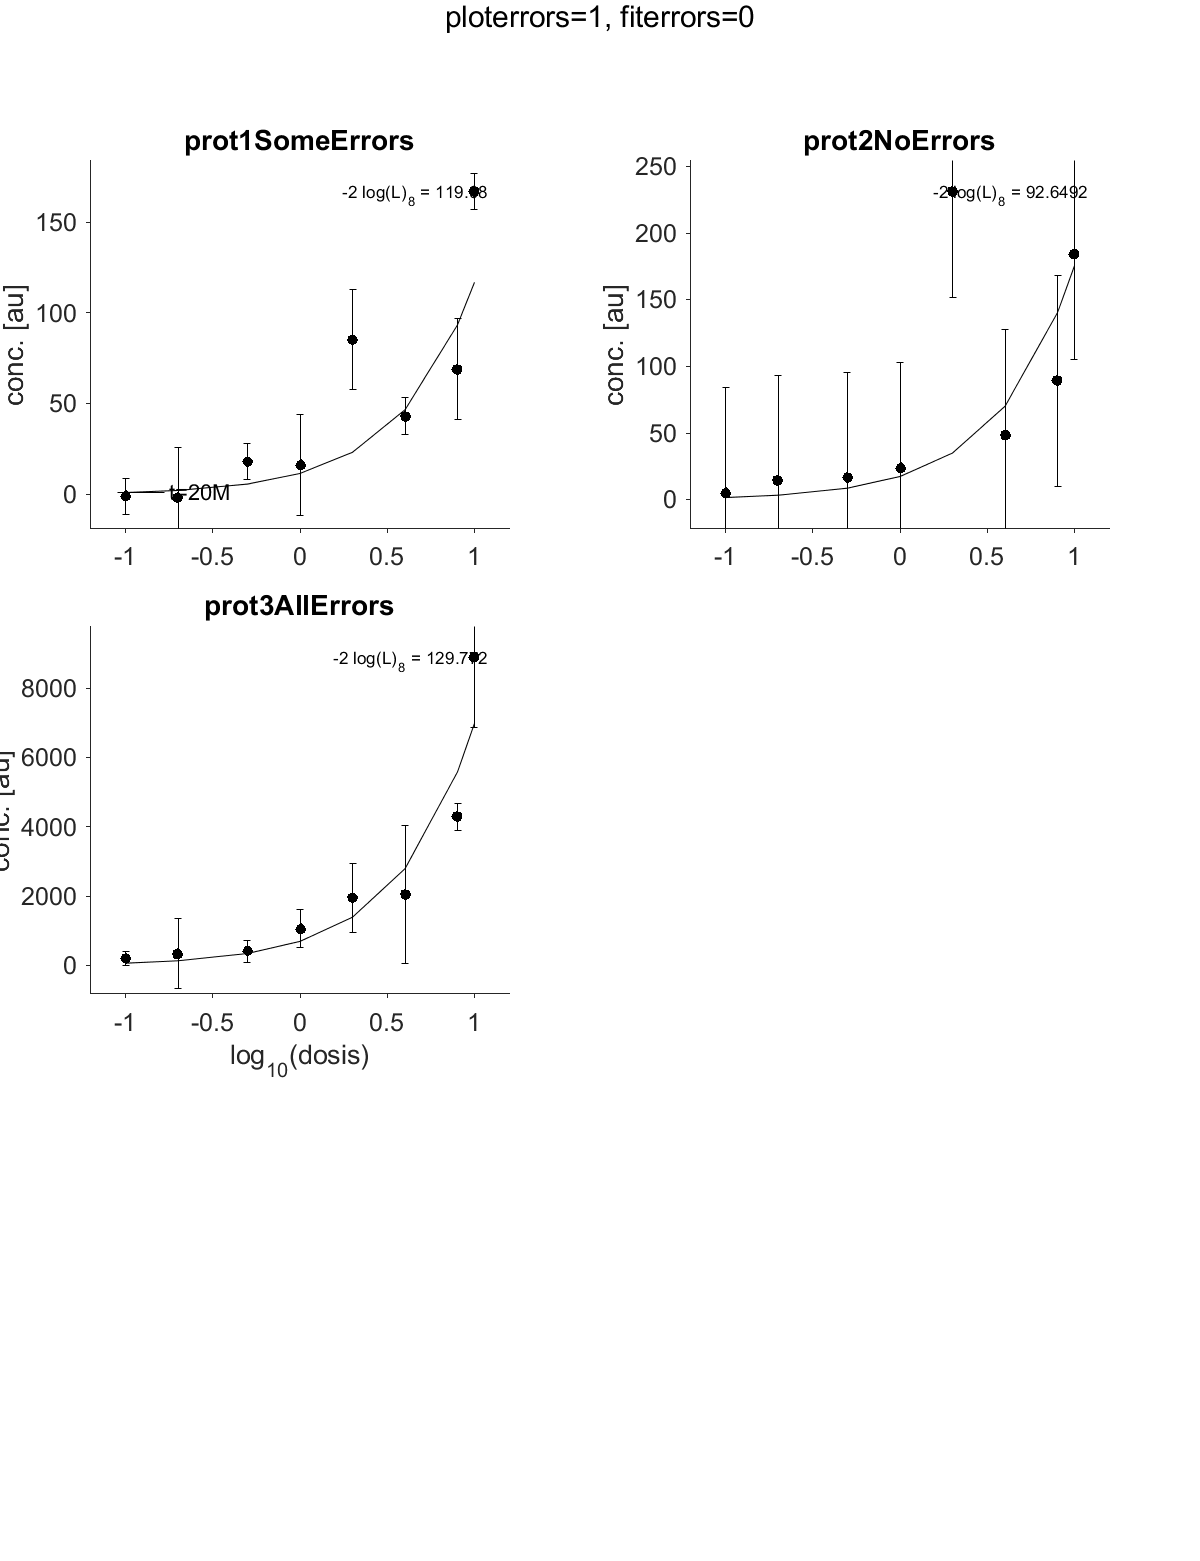 ploterrors=1, fiterrors=0
prot1SomeErrors
-2 log(L)8 =
conc. [au]
150
100
50
0
t=20M
-1 -0.5 0 0.5 1
prot2NoErrors
-2 log(L)8 = 92.6492
conc. [au]
250
200
150
100
50
0
-1 -0.5 0 0.5 1
prot3AllErrors
-2 log(L)8 =
conc. [au]
8000
6000
4000
2000
0
-1 -0.5 0 0.5 1
log10(dosis)